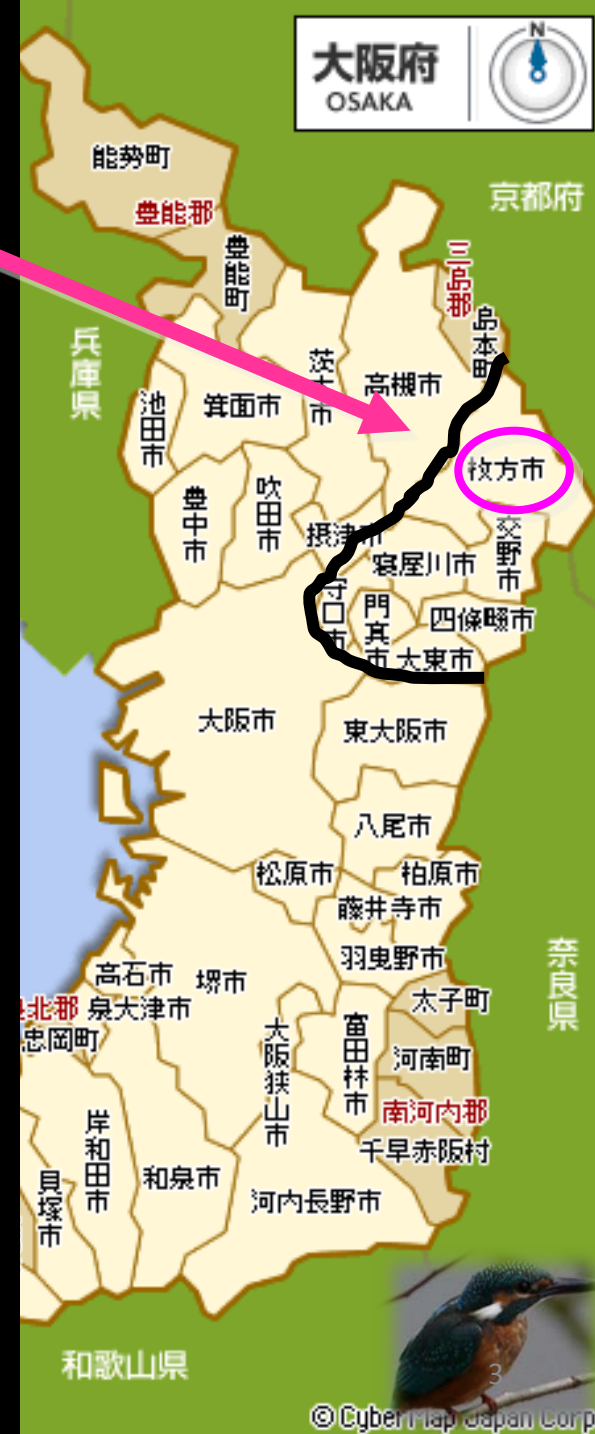 大阪府
OSAKA
N
能勢町
京都府
豊能郡
豊能町
三島郡
島本町
兵庫県
茨木市
高槻市
池田市
箕面市
枚方市
吹田市
豊中市
摂津市
交野市
寝屋川市
守口市
門真市
四條畷市
大東市
大阪市
東大阪市
八尾市
松原市
柏原市
藤井寺市
羽曳野市
奈良県
高石市
堺市
太子町
北郡
泉大津市
忠岡町
大阪狭山市
富田林市
河南町
南河内郡
岸和田市
千早赤阪村
貝塚市
和泉市
河内長野市
和歌山県
3
© CyberMap Japan Corp